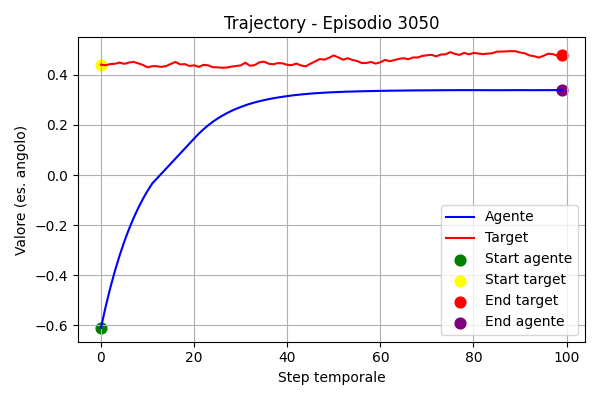 Trajectory - Episodio 3050
Valore (es. angolo)
0.4
0.2
0.0
−0.2
−0.4
−0.6
0
20
40
60
80
100
Step temporale
Agente
Target
Start agente
Start target
End target
End agente